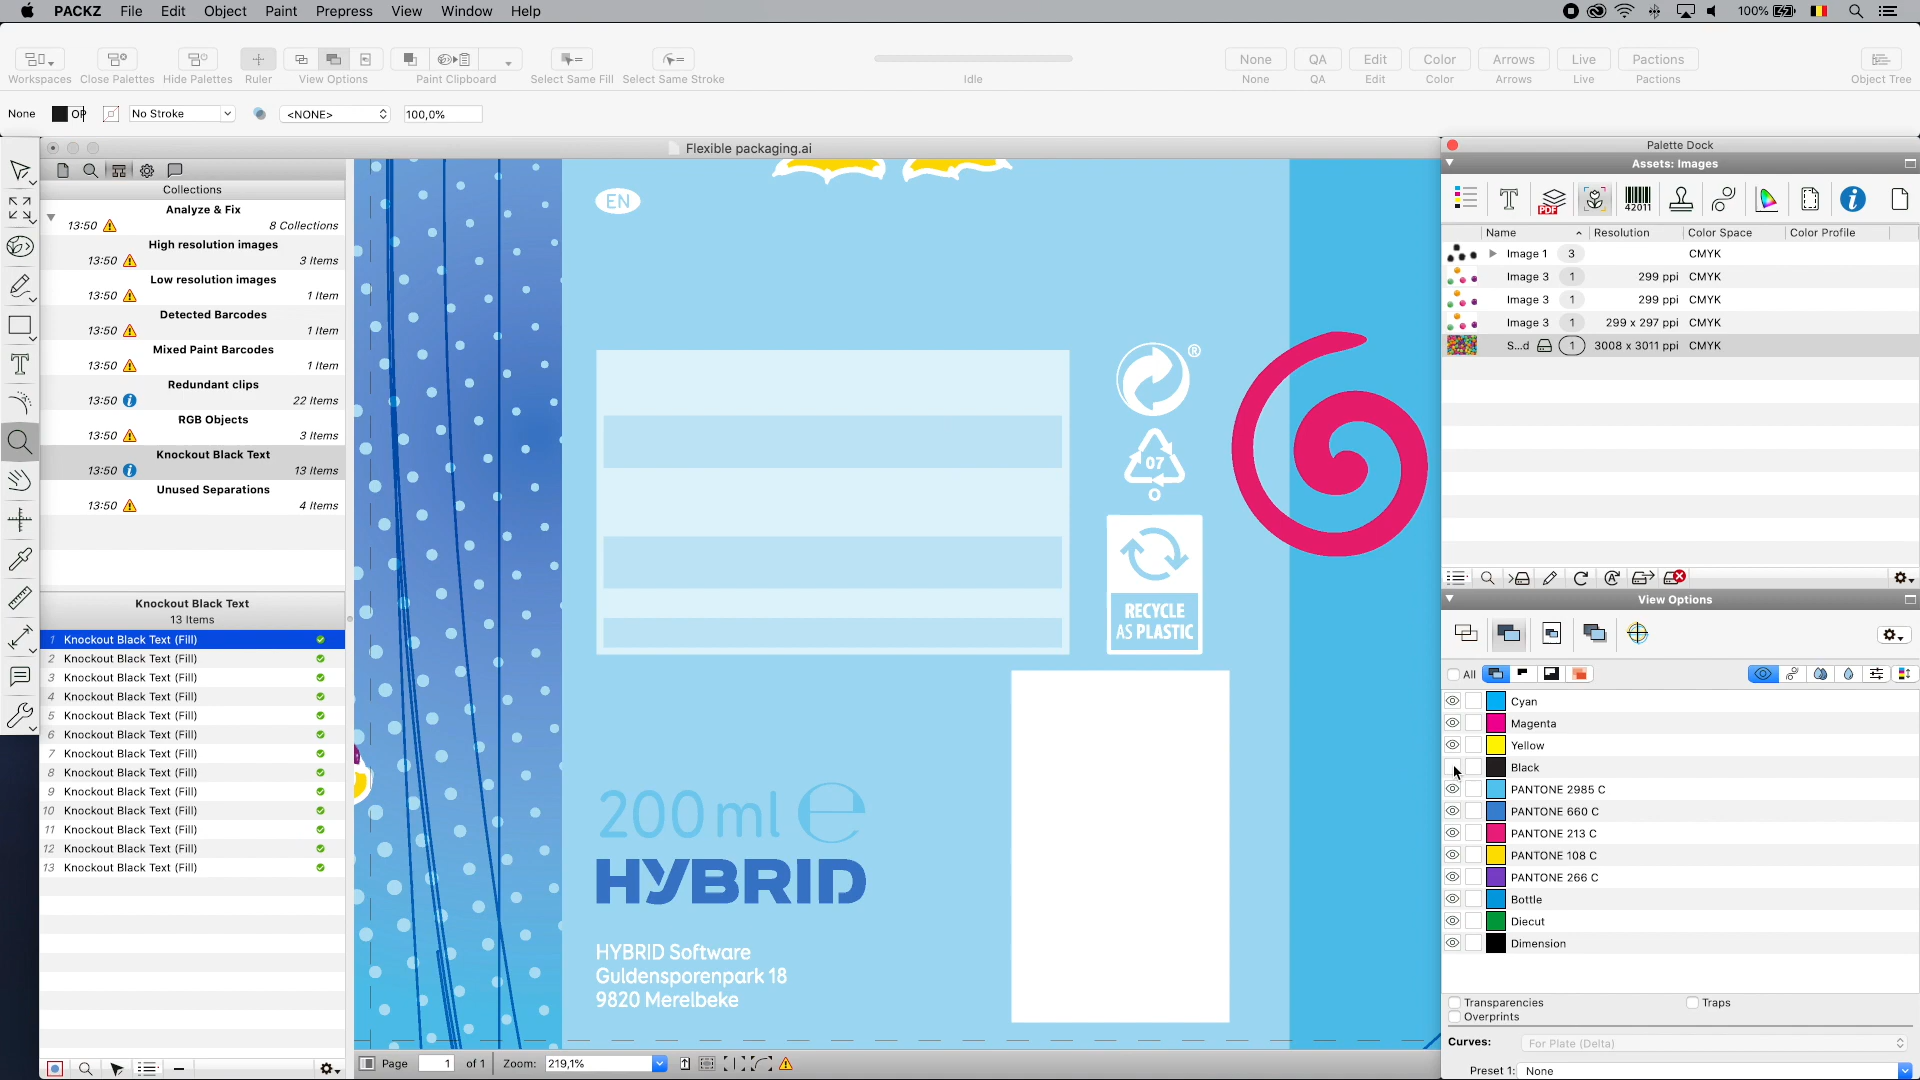 PACKZ File Edit Object Paint Prepress View Window Help
100%
None QA Edit Color Arrows Live Pactions
Workspaces Close Palettes Hide Palettes Ruler View Options Paint Clipboard Select Same Fill Select Same Stroke Idle None QA Edit Color Arrows Live Pactions Object Tree
None No Stroke <NONE> 100,0%
Flexible packaging.ai
Palette Dock
Assets: Images
Collections
Analyze & Fix
13:50 8 Collections
High resolution images
13:50 3 Items
Low resolution images
13:50 1 Item
Detected Barcodes
13:50 1 Item
Mixed Paint Barcodes
13:50 1 Item
Redundant clips
13:50 22 Items
RGB Objects
13:50 3 Items
Knockout Black Text
13:50 13 Items
Unused Separations
13:50 4 Items
Knockout Black Text
13 Items
1 Knockout Black Text (Fill)
2 Knockout Black Text (Fill)
3 Knockout Black Text (Fill)
4 Knockout Black Text (Fill)
5 Knockout Black Text (Fill)
6 Knockout Black Text (Fill)
7 Knockout Black Text (Fill)
8 Knockout Black Text (Fill)
9 Knockout Black Text (Fill)
10 Knockout Black Text (Fill)
11 Knockout Black Text (Fill)
12 Knockout Black Text (Fill)
13 Knockout Black Text (Fill)
EN
®
07
O
RECYCLE
AS PLASTIC
200 ml e
HYBRID
HYBRID Software
Guldensporenpark 18
9820 Merelbeke
Page 1 of 1 Zoom: 219,1%
PDF
42011
Name Resolution Color Space Color Profile
Image 1 3 CMYK
Image 3 1 299 ppi CMYK
Image 3 1 299 ppi CMYK
Image 3 1 299 x 297 ppi CMYK
S...d 1 3008 x 3011 ppi CMYK
View Options
All
Cyan
Magenta
Yellow
Black
PANTONE 2985 C
PANTONE 660 C
PANTONE 213 C
PANTONE 108 C
PANTONE 266 C
Bottle
Diecut
Dimension
Transparencies Traps
Overprints
Curves: For Plate (Delta)
Preset 1: None